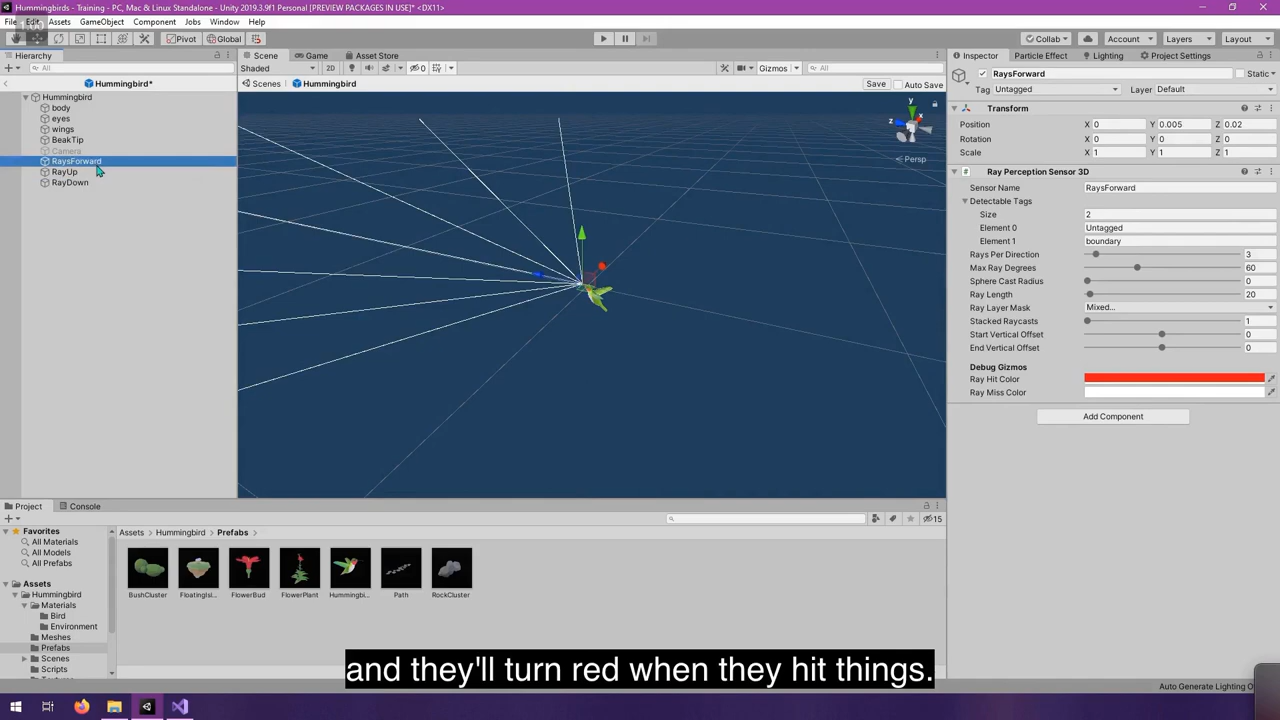 Hummingbirds - Training - PC, Mac & Linux Standalone - Unity 2019.3.9f1 Personal [PREVIEW PACKAGES IN USE]* <DX11>
File Edit Assets GameObject Component Jobs Window Help
1:00
Pivot Global Collab Account Layers Layout
Hierarchy Scene Game Asset Store Inspector Particle Effect Lighting Project Settings
All Shaded 2D 0 Gizmos All
RaysForward Static
Hummingbird* Scenes Hummingbird Save Auto Save
Tag Untagged Layer Default
Hummingbird
body
eyes
wings
BeakTip
Camera
RaysForward
RayUp
RayDown
y
x
z
Persp
Transform
Position X 0 Y 0.005 Z 0.02
Rotation X 0 Y 0 Z 0
Scale X 1 Y 1 Z 1
Ray Perception Sensor 3D
Sensor Name RaysForward
Detectable Tags
Size 2
Element 0 Untagged
Element 1 boundary
Rays Per Direction 3
Max Ray Degrees 60
Sphere Cast Radius 0
Ray Length 20
Ray Layer Mask Mixed...
Stacked Raycasts 1
Start Vertical Offset 0
End Vertical Offset 0
Debug Gizmos
Ray Hit Color
Ray Miss Color
Add Component
Project Console
15
Favorites
All Materials
All Models
All Prefabs
Assets
Hummingbird
Materials
Bird
Environment
Meshes
Prefabs
Scenes
Scripts
Assets > Hummingbird > Prefabs >
BushCluster FloatingIsl... FlowerBud FlowerPlant Hummingbi... Path RockCluster
and they'll turn red when they hit things.
Auto Generate Lighting O